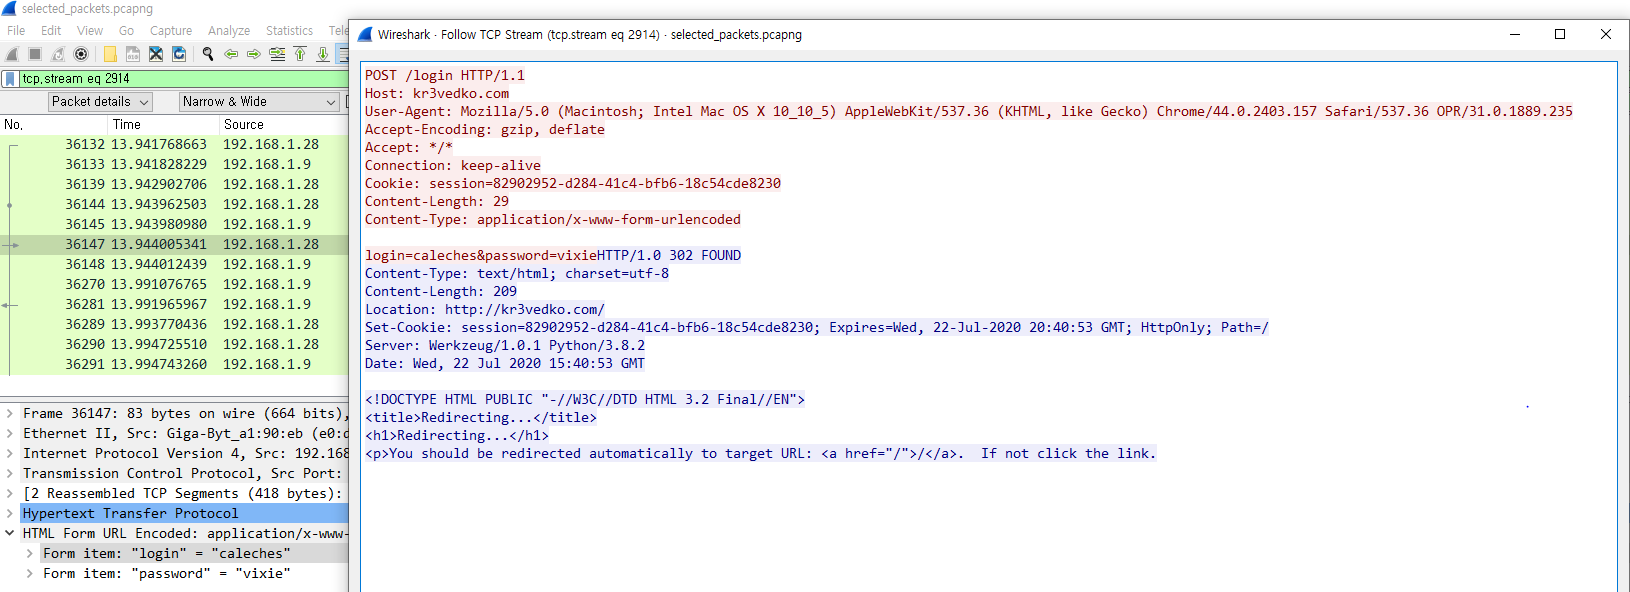 selected_packets.pcapng
File Edit View Go Capture Analyze Statistics Tele
tcp.stream eq 2914
Packet details Narrow & Wide
No. Time Source
36132 13.941768663 192.168.1.28
36133 13.941828229 192.168.1.9
36139 13.942902706 192.168.1.28
36144 13.943962503 192.168.1.28
36145 13.943980980 192.168.1.9
36147 13.944005341 192.168.1.28
36148 13.944012439 192.168.1.9
36270 13.991076765 192.168.1.9
36281 13.991965967 192.168.1.9
36289 13.993770436 192.168.1.28
36290 13.994725510 192.168.1.28
36291 13.994743260 192.168.1.9
Frame 36147: 83 bytes on wire (664 bits),
Ethernet II, Src: Giga-Byt_a1:90:eb (e0:d
Internet Protocol Version 4, Src: 192.168
Transmission Control Protocol, Src Port:
[2 Reassembled TCP Segments (418 bytes):
Hypertext Transfer Protocol
HTML Form URL Encoded: application/x-www-
Form item: "login" = "caleches"
Form item: "password" = "vixie"
Wireshark · Follow TCP Stream (tcp.stream eq 2914) · selected_packets.pcapng
POST /login HTTP/1.1
Host: kr3vedko.com
User-Agent: Mozilla/5.0 (Macintosh; Intel Mac OS X 10_10_5) AppleWebKit/537.36 (KHTML, like Gecko) Chrome/44.0.2403.157 Safari/537.36 OPR/31.0.1889.235
Accept-Encoding: gzip, deflate
Accept: */*
Connection: keep-alive
Cookie: session=82902952-d284-41c4-bfb6-18c54cde8230
Content-Length: 29
Content-Type: application/x-www-form-urlencoded
login=caleches&password=vixieHTTP/1.0 302 FOUND
Content-Type: text/html; charset=utf-8
Content-Length: 209
Location: http://kr3vedko.com/
Set-Cookie: session=82902952-d284-41c4-bfb6-18c54cde8230; Expires=Wed, 22-Jul-2020 20:40:53 GMT; HttpOnly; Path=/
Server: Werkzeug/1.0.1 Python/3.8.2
Date: Wed, 22 Jul 2020 15:40:53 GMT
<!DOCTYPE HTML PUBLIC "-//W3C//DTD HTML 3.2 Final//EN">
<title>Redirecting...</title>
<h1>Redirecting...</h1>
<p>You should be redirected automatically to target URL: <a href="/">/</a>.  If not click the link.